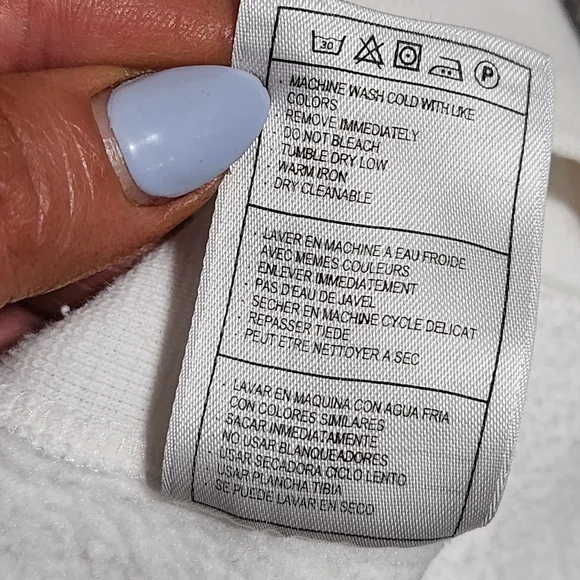 30 P
MACHINE WASH COLD WITH LIKE
COLORS
REMOVE IMMEDIATELY
DO NOT BLEACH
TUMBLE DRY LOW
WARM IRON
DRY CLEANABLE
LAVER EN MACHINE A EAU FROIDE
AVEC MEMES COULEURS
ENLEVER IMMEDIATEMENT
PAS D'EAU DE JAVEL
SECHER EN MACHINE CYCLE DELICAT
REPASSER TIEDE
PEUT ETRE NETTOYER A SEC
LAVAR EN MAQUINA CON AGUA FRIA
CON COLORES SIMILARES
SACAR IMMEDIATAMENTE
NO USAR BLANQUEADORES
USAR SECADORA CICLO LENTO
USAR PLANCHA TIBIA
SE PUEDE LAVAR EN SECO